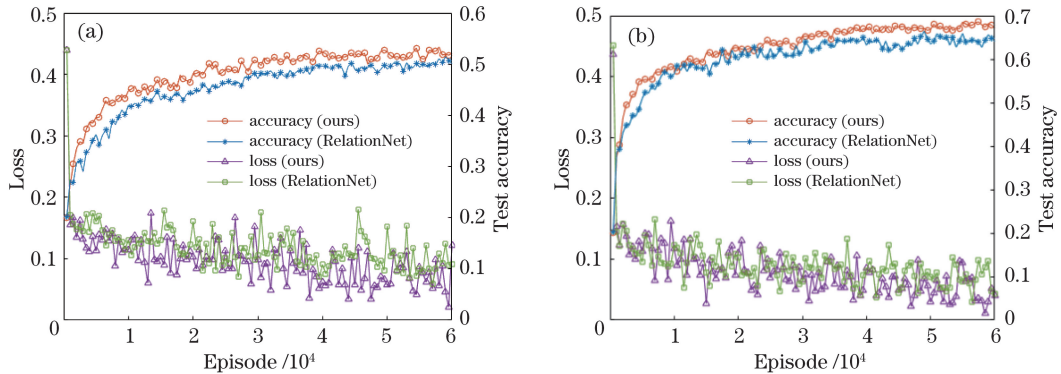 (a)
0.5
0.4
0.3
0.2
0.1
0
Loss
0.6
0.5
0.4
0.3
0.2
0.1
0
Test accuracy
accuracy (ours)
accuracy (RelationNet)
loss (ours)
loss (RelationNet)
1 2 3 4 5 6
Episode /10⁴
(b)
0.5
0.4
0.3
0.2
0.1
0
Loss
0.7
0.6
0.5
0.4
0.3
0.2
0.1
0
Test accuracy
accuracy (ours)
accuracy (RelationNet)
loss (ours)
loss (RelationNet)
1 2 3 4 5 6
Episode /10⁴